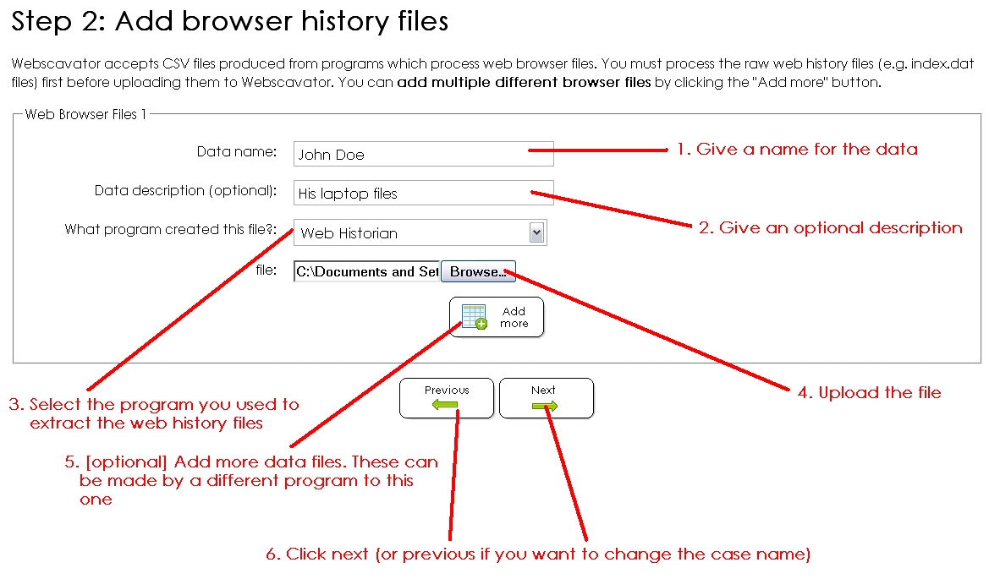 Step 2: Add browser history files
Webscavator accepts CSV files produced from programs which process web browser files. You must process the raw web history files (e.g. index.dat
files) first before uploading them to Webscavator. You can add multiple different browser files by clicking the "Add more" button.
Web Browser Files 1
Data name:
John Doe
1. Give a name for the data
Data description (optional):
His laptop files
2. Give an optional description
What program created this file?:
Web Historian
file:
C:\Documents and Set
Browse...
Add
more
3. Select the program you used to
extract the web history files
Previous
Next
4. Upload the file
5. [optional] Add more data files. These can
be made by a different program to this
one
6. Click next (or previous if you want to change the case name)